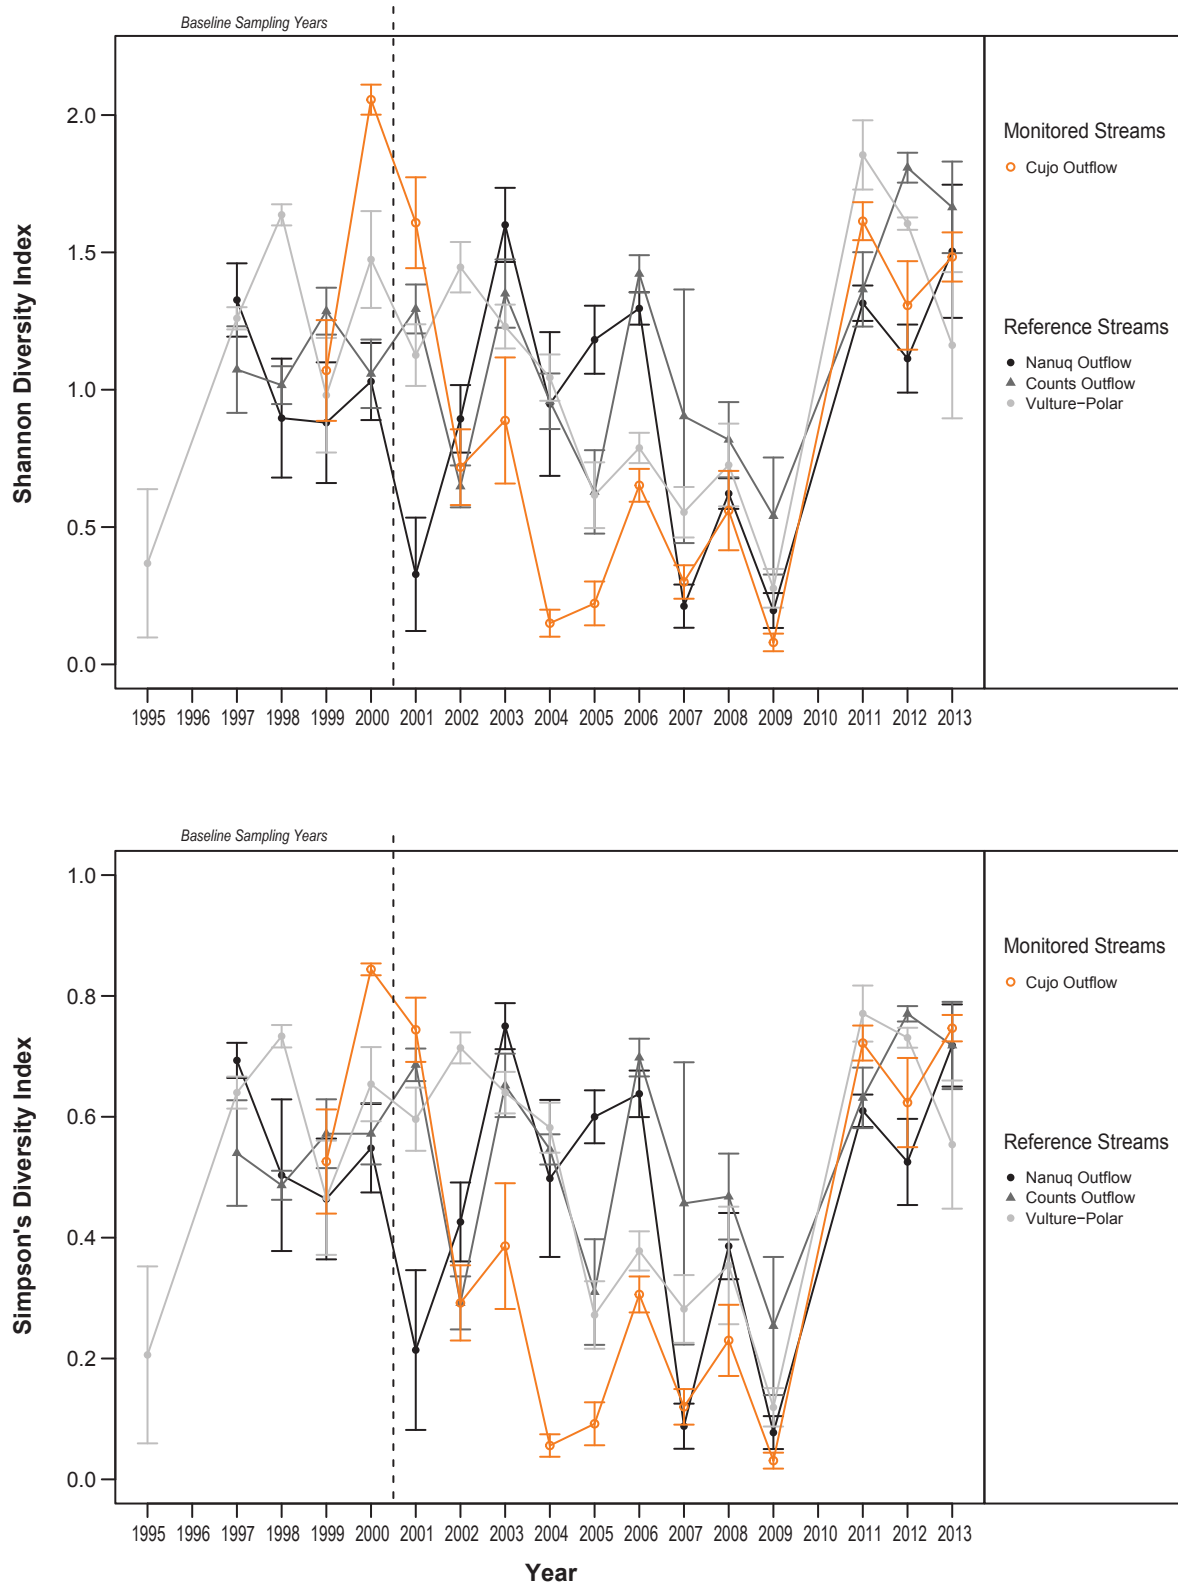 Baseline Sampling Years
Shannon Diversity Index
2.0
1.5
1.0
0.5
0.0
1995 1996 1997 1998 1999 2000 2001 2002 2003 2004 2005 2006 2007 2008 2009 2010 2011 2012 2013
Monitored Streams
Cujo Outflow
Reference Streams
Nanuq Outflow
Counts Outflow
Vulture−Polar
Baseline Sampling Years
Simpson's Diversity Index
1.0
0.8
0.6
0.4
0.2
0.0
1995 1996 1997 1998 1999 2000 2001 2002 2003 2004 2005 2006 2007 2008 2009 2010 2011 2012 2013
Year
Monitored Streams
Cujo Outflow
Reference Streams
Nanuq Outflow
Counts Outflow
Vulture−Polar